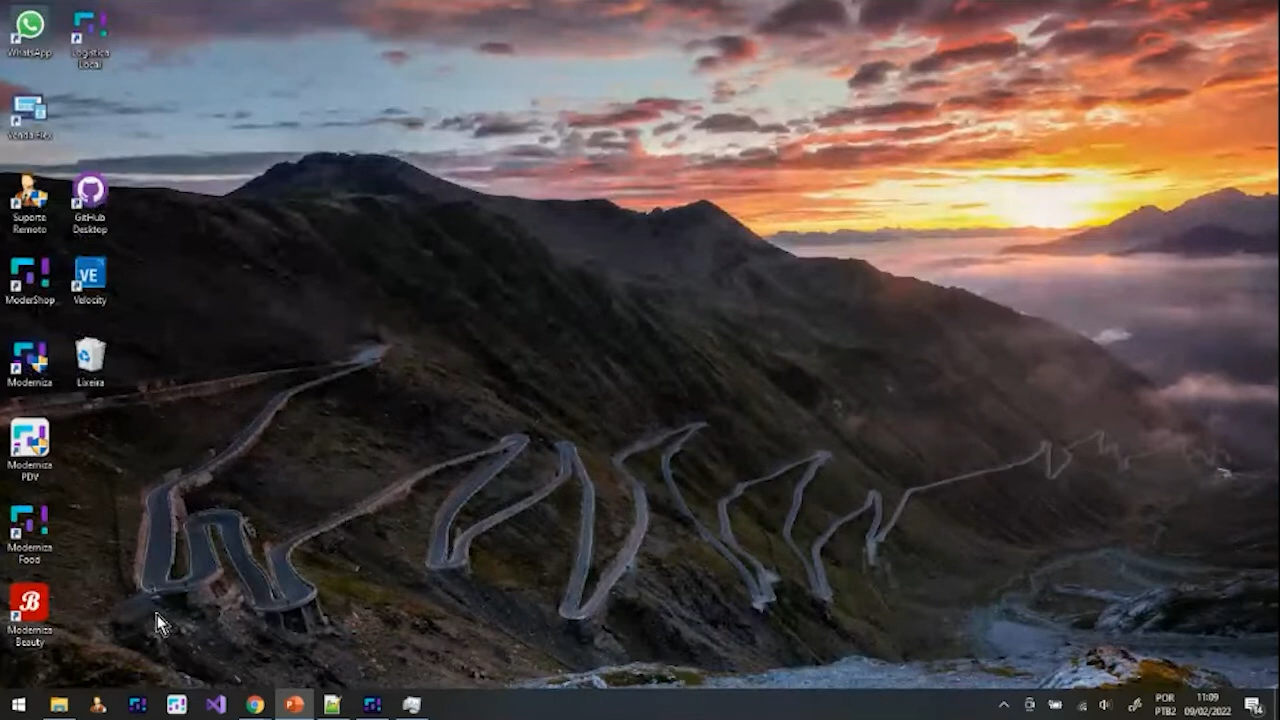 WhatsApp
Logística
Local
Venda Flex
Suporte
Remoto
GitHub
Desktop
ModerShop
VE
Velocity
Moderniza
Lixeira
Moderniza
PDV
Moderniza
Food
B
Moderniza
Beauty
POR
PTB2
11:09
09/02/2022